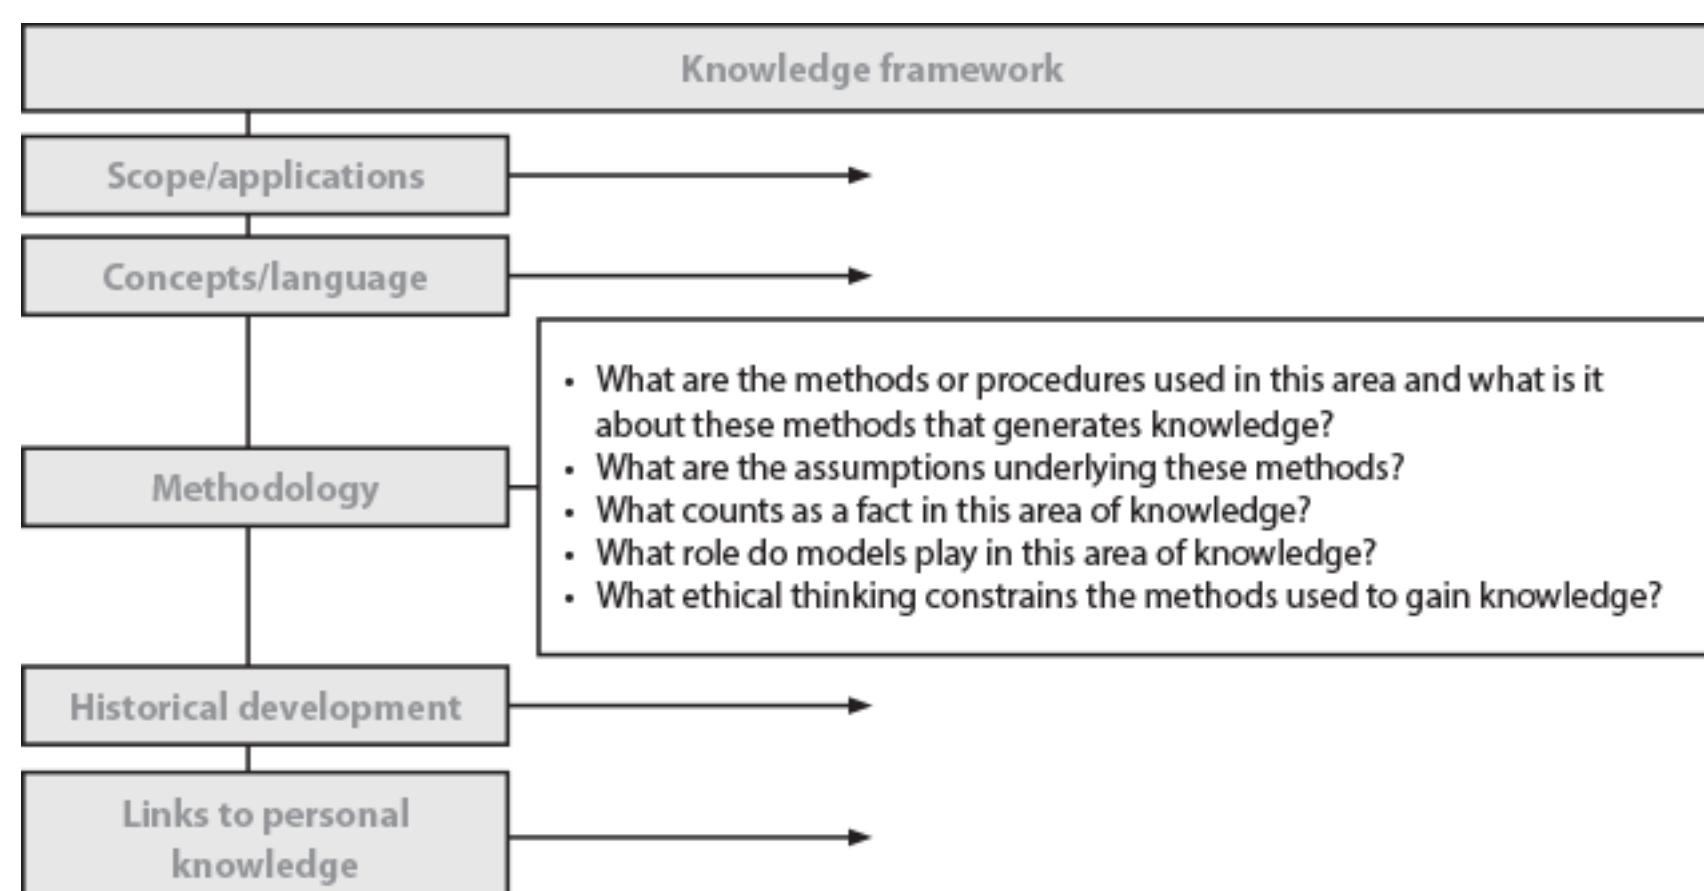 Knowledge framework
Scope/applications
Concepts/language
Methodology
• What are the methods or procedures used in this area and what is it
about these methods that generates knowledge?
• What are the assumptions underlying these methods?
• What counts as a fact in this area of knowledge?
• What role do models play in this area of knowledge?
• What ethical thinking constrains the methods used to gain knowledge?
Historical development
Links to personal
knowledge